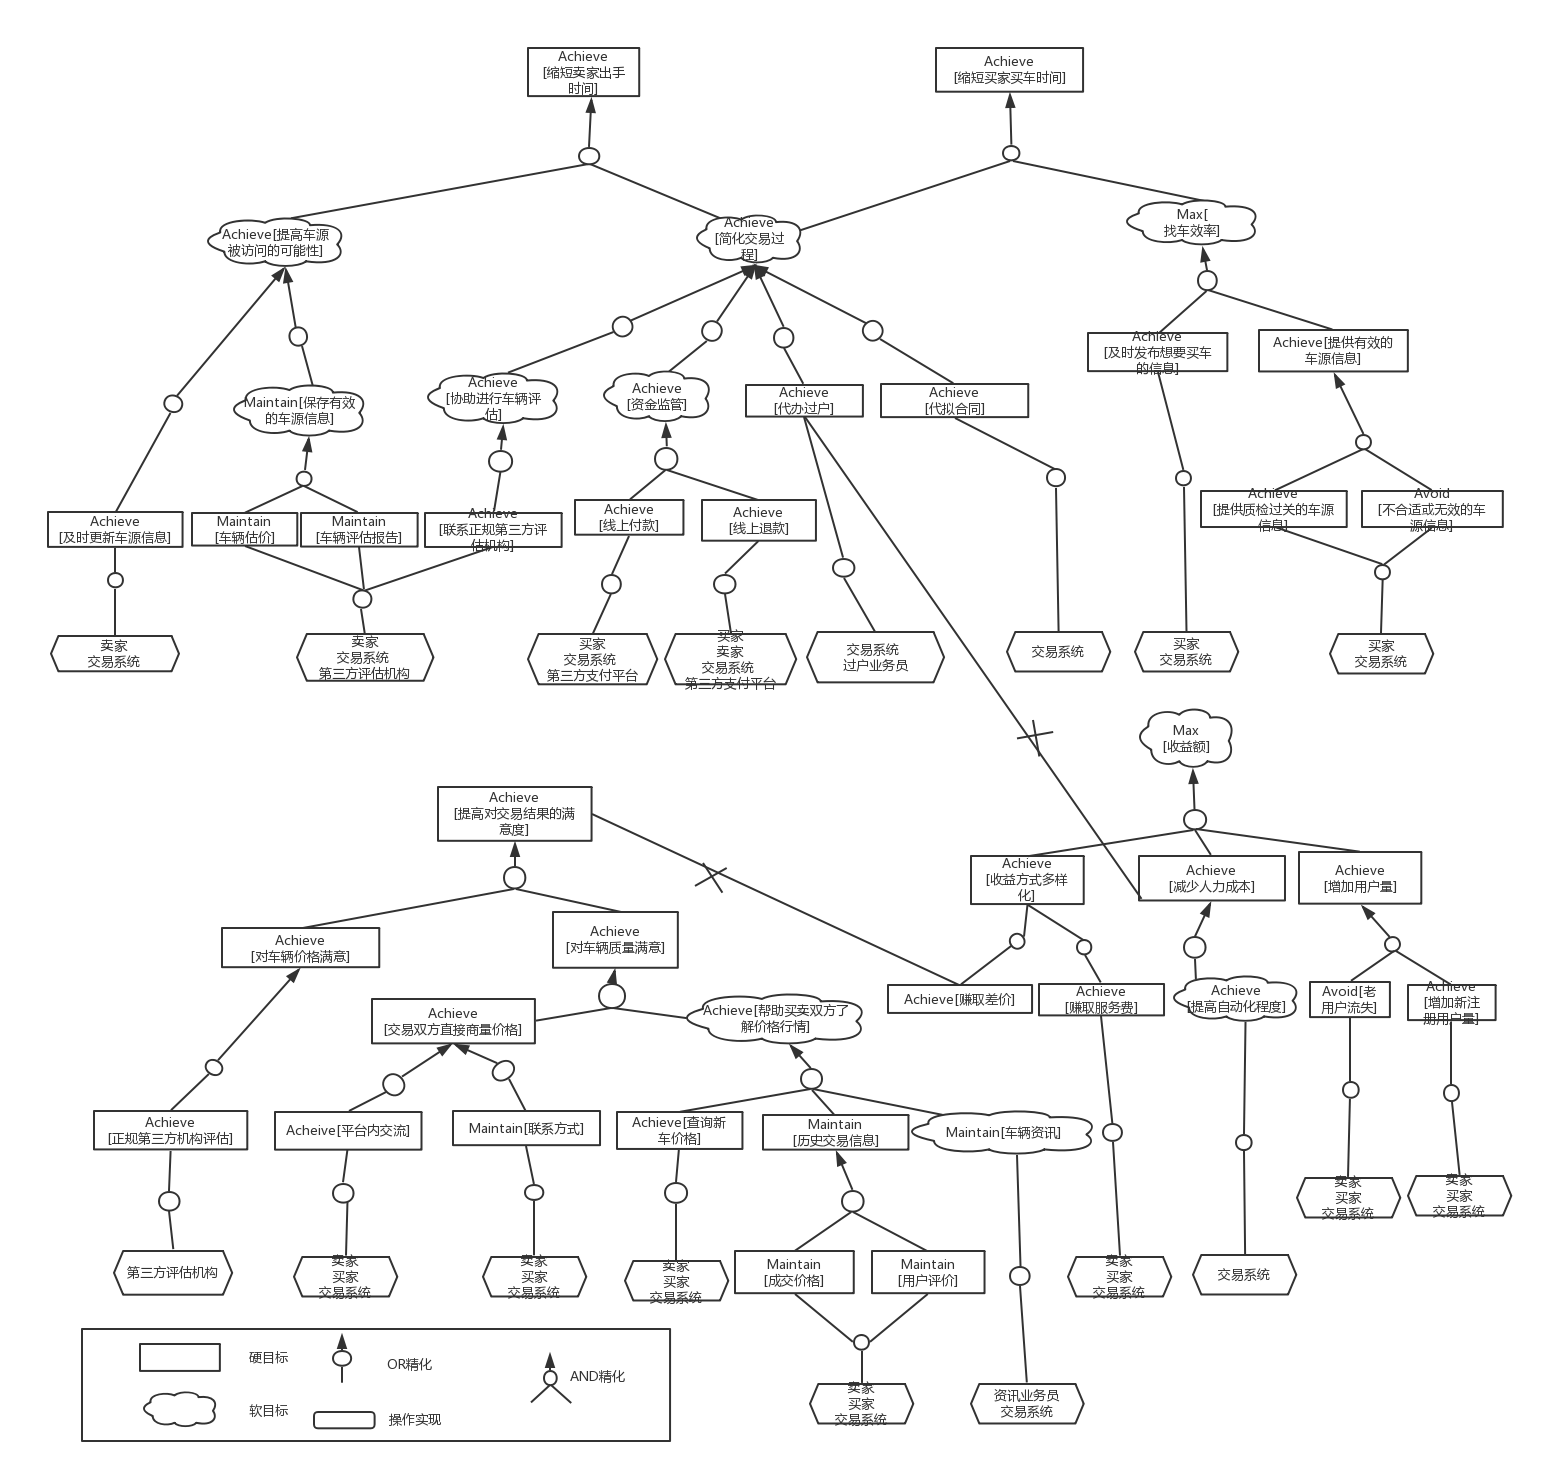 Achieve
[缩短卖家出手
时间]
Achieve
[缩短买家买车时间]
Achieve[提高车源
被访问的可能性]
Achieve
[简化交易过
程]
Max[
找车效率]
Achieve
[及时发布想要买车
的信息]
Achieve[提供有效的
车源信息]
Maintain[保存有效
的车源信息]
Achieve
[协助进行车辆评
估]
Achieve
[资金监管]
Achieve
[代办过户]
Achieve
[代拟合同]
Achieve
[及时更新车源信息]
Maintain
[车辆估价]
Maintain
[车辆评估报告]
Achieve
[联系正规第三方评
估机构]
Achieve
[线上付款]
Achieve
[线上退款]
Achieve
[提供质检过关的车源
信息]
Avoid
[不合适或无效的车
源信息]
卖家
交易系统
卖家
交易系统
第三方评估机构
买家
交易系统
第三方支付平台
买家
卖家
交易系统
第三方支付平台
交易系统
过户业务员
交易系统
买家
交易系统
买家
交易系统
Max
[收益额]
Achieve
[提高对交易结果的满
意度]
Achieve
[收益方式多样
化]
Achieve
[减少人力成本]
Achieve
[增加用户量]
Achieve
[对车辆价格满意]
Achieve
[对车辆质量满意]
Achieve
[交易双方直接商量价格]
Achieve[帮助买卖双方了
解价格行情]
Achieve[赚取差价]
Achieve
[赚取服务费]
Achieve
[提高自动化程度]
Avoid[老
用户流失]
Achieve
[增加新注
册用户量]
Achieve
[正规第三方机构评估]
Acheive[平台内交流]
Maintain[联系方式]
Achieve[查询新
车价格]
Maintain
[历史交易信息]
Maintain[车辆资讯]
第三方评估机构
卖家
买家
交易系统
卖家
买家
交易系统
卖家
买家
交易系统
Maintain
[成交价格]
Maintain
[用户评价]
卖家
买家
交易系统
交易系统
卖家
买家
交易系统
卖家
买家
交易系统
卖家
买家
交易系统
资讯业务员
交易系统
硬目标
OR精化
AND精化
软目标
操作实现